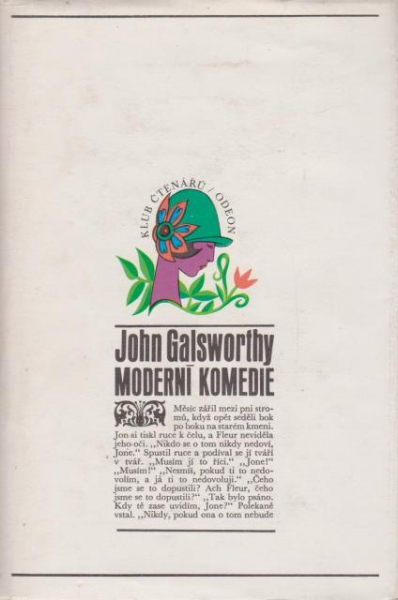 KLUB ČTENÁŘŮ / ODEON
John Galsworthy
MODERNÍ KOMEDIE
Měsíc zářil mezi pni stro-
mů, když opět seděli bok
po boku na starém kmeni.
Jon si tiskl ruce k čelu, a Fleur neviděla
jeho oči. „Nikdo se o tom nikdy nedoví,
Jone.“ Spustil ruce a podíval se jí tváří
v tvář. „Musím jí to říci.“ „Jone!“
„Musím!“ „Nesmíš, pokud ti to nedo-
volím, a já ti to nedovoluji.“ „Čeho
jsme se to dopustili? Ach Fleur, čeho
jsme se to dopustili?“ „Tak bylo psáno.
Kdy tě zase uvidím, Jone?“ Polekaně
vstal. „Nikdy, pokud ona o tom nebude